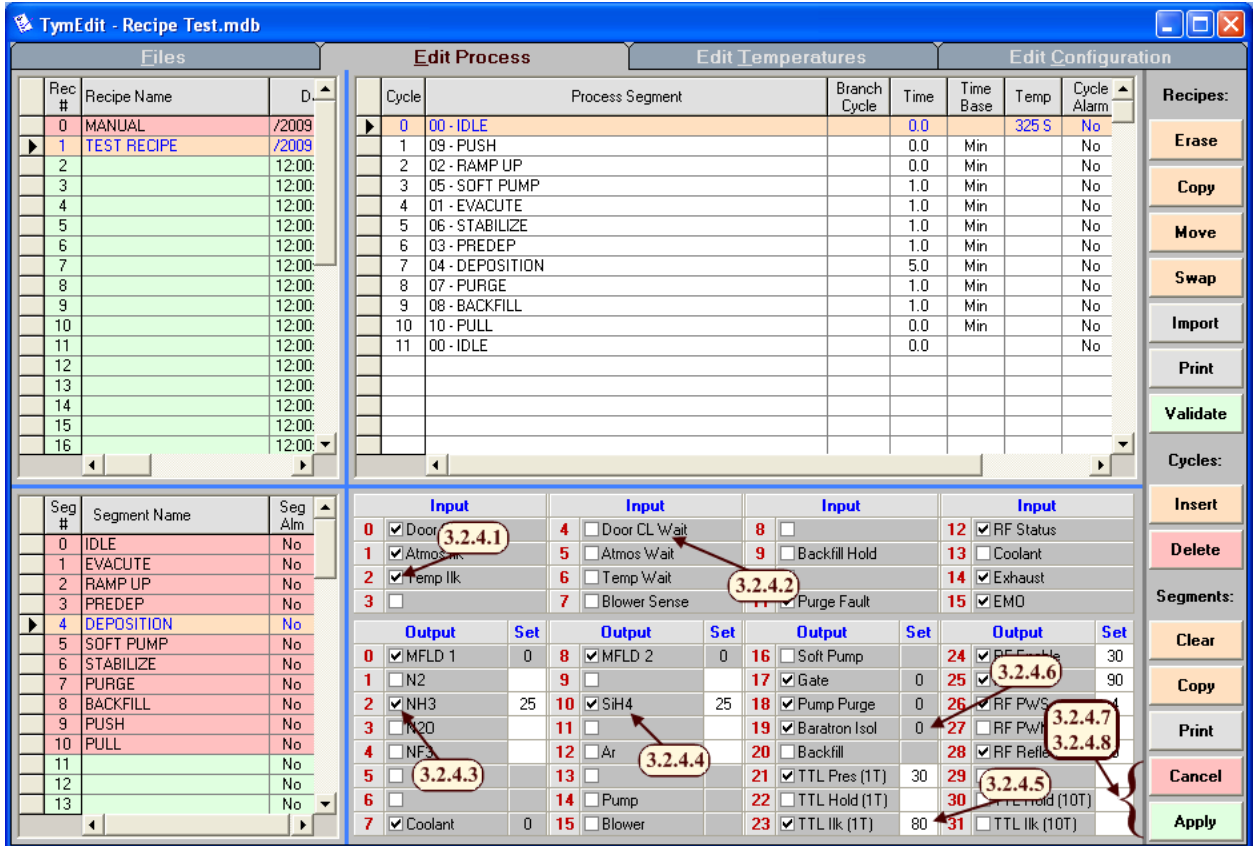 TymEdit - Recipe Test.mdb
Files Edit Process Edit Temperatures Edit Configuration
Rec # Recipe Name D.
0 MANUAL /2009
1 TEST RECIPE /2009
2 12:00:
3 12:00:
4 12:00:
5 12:00:
6 12:00:
7 12:00:
8 12:00:
9 12:00:
10 12:00:
11 12:00:
12 12:00:
13 12:00:
14 12:00:
15 12:00:
16 12:00:
Cycle Process Segment Branch Cycle Time Time Base Temp Cycle Alarm
0 00 - IDLE 0.0 325 S No
1 09 - PUSH 0.0 Min No
2 02 - RAMP UP 0.0 Min No
3 05 - SOFT PUMP 1.0 Min No
4 01 - EVACUTE 1.0 Min No
5 06 - STABILIZE 1.0 Min No
6 03 - PREDEP 1.0 Min No
7 04 - DEPOSITION 5.0 Min No
8 07 - PURGE 1.0 Min No
9 08 - BACKFILL 1.0 Min No
10 10 - PULL 0.0 Min No
11 00 - IDLE 0.0 No
Recipes:
Erase
Copy
Move
Swap
Import
Print
Validate
Cycles:
Insert
Delete
Segments:
Clear
Copy
Print
Cancel
Apply
Seg # Segment Name Seg Alm
0 IDLE No
1 EVACUTE No
2 RAMP UP No
3 PREDEP No
4 DEPOSITION No
5 SOFT PUMP No
6 STABILIZE No
7 PURGE No
8 BACKFILL No
9 PUSH No
10 PULL No
11 No
12 No
13 No
Input Input Input Input
0 Door 4 Door CL Wait 8 12 RF Status
3.2.4.1
1 Atmos 5 Atmos Wait 9 Backfill Hold 13 Coolant
2 Temp Ilk 6 Temp Wait 14 Exhaust
3.2.4.2
3 7 Blower Sense Purge Fault 15 EMO
Output Set Output Set Output Set Output Set
0 MFLD 1 0 8 MFLD 2 0 16 Soft Pump 24 30
1 N2 9 17 Gate 0 25 90
3.2.4.6
2 NH3 25 10 SiH4 25 18 Pump Purge 0 26 RF PWS
3 11 19 Baratron Isol 0 27 RF
3.2.4.7
3.2.4.8
4 NF3 12 Ar 20 Backfill 28 RF Refle
3.2.4.3
3.2.4.4
5 13 21 TTL Pres (1T) 30 29
3.2.4.5
6 14 Pump 22 TTL Hold (1T) 30 (10T)
7 Coolant 0 15 Blower 23 TTL Ilk (1T) 80 31 TTL Ilk (10T)